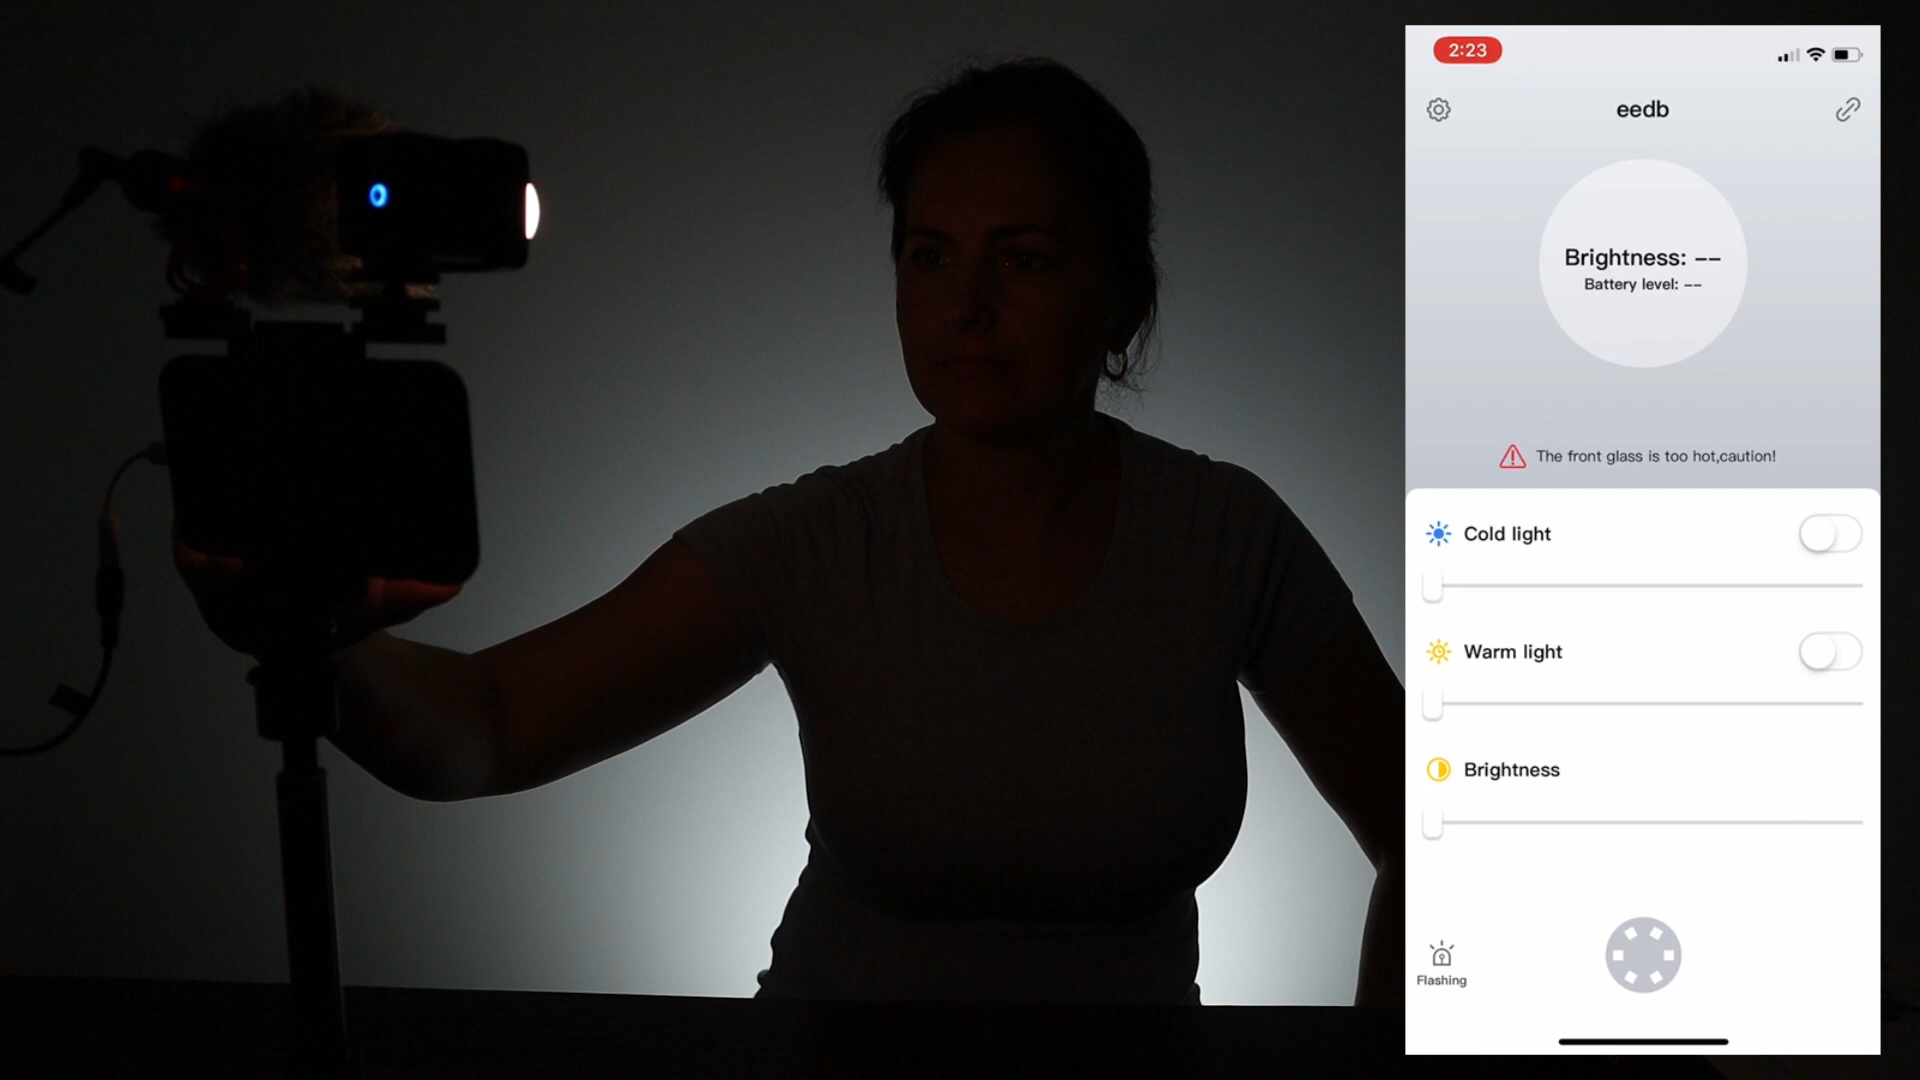 2:23
eedb
Brightness: --
Battery level: --
The front glass is too hot,caution!
Cold light
Warm light
Brightness
Flashing